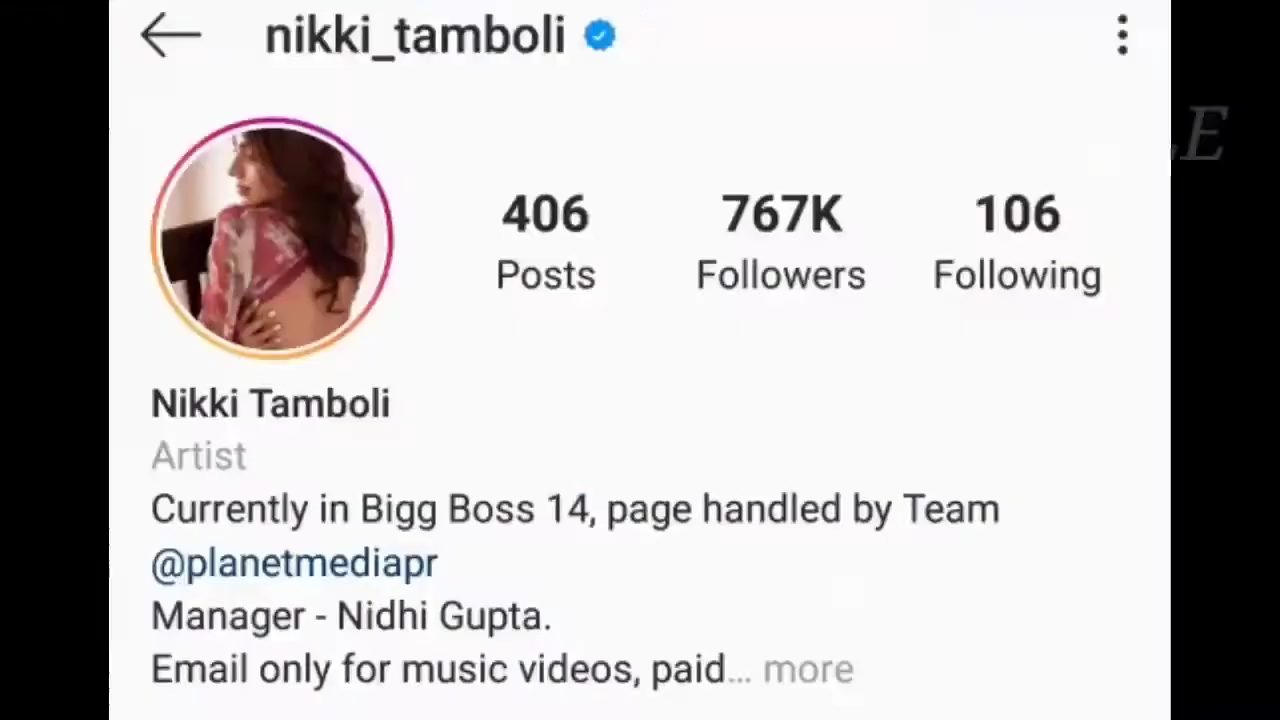 nikki_tamboli
E
406 767K 106
Posts Followers Following
Nikki Tamboli
Artist
Currently in Bigg Boss 14, page handled by Team
@planetmediapr
Manager - Nidhi Gupta.
Email only for music videos, paid... more